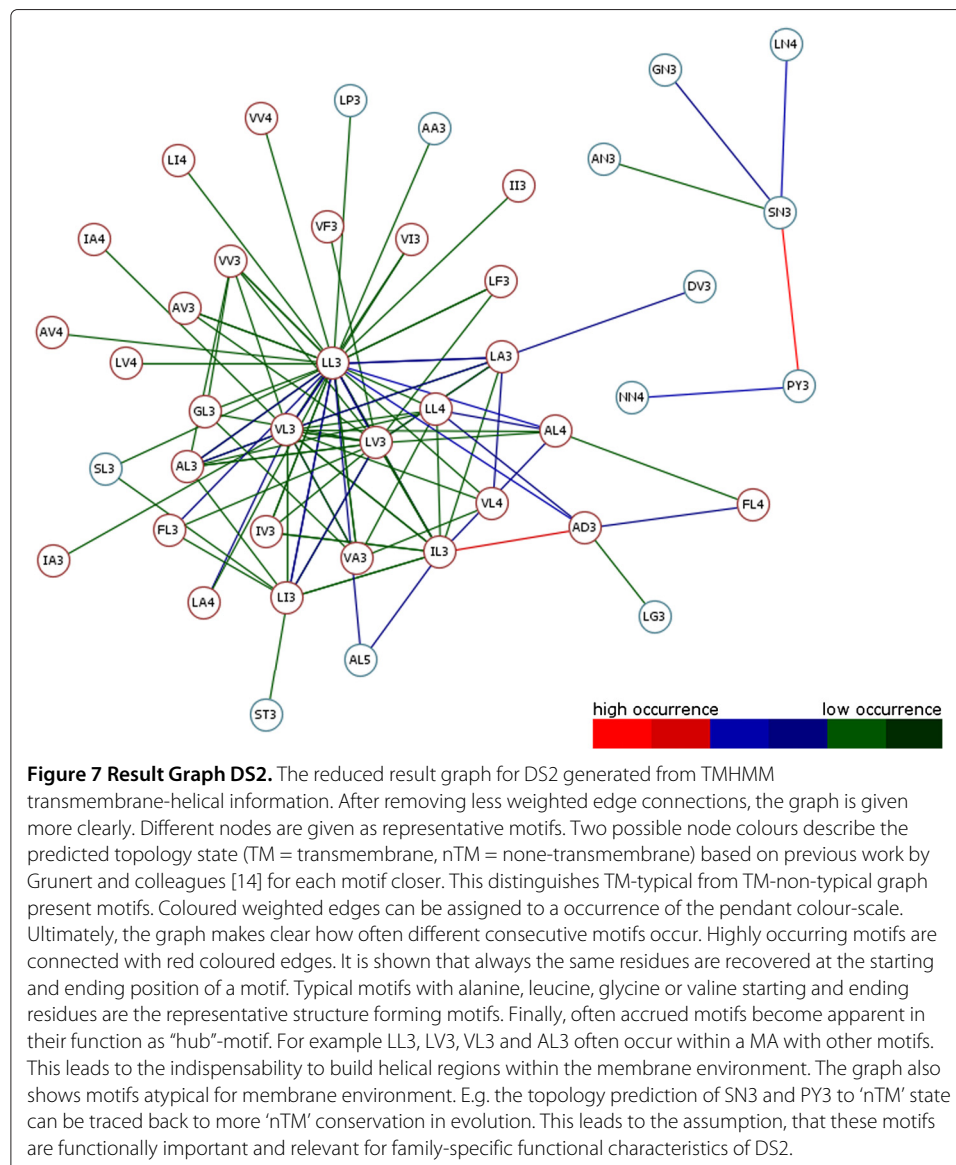 LN4
GN3
LP3
VV4
AA3
AN3
LI4
II3
SN3
VF3
IA4
VI3
VV3
LF3
DV3
AV3
AV4
LV4
LL3
LA3
PY3
NN4
GL3
LL4
VL3
AL4
LV3
SL3
AL3
VL4
FL4
FL3
IV3
AD3
IA3
VA3
IL3
LA4
LI3
LG3
AL5
ST3
high occurrence low occurrence
Figure 7 Result Graph DS2. The reduced result graph for DS2 generated from TMHMM
transmembrane-helical information. After removing less weighted edge connections, the graph is given
more clearly. Different nodes are given as representative motifs. Two possible node colours describe the
predicted topology state (TM = transmembrane, nTM = none-transmembrane) based on previous work by
Grunert and colleagues [14] for each motif closer. This distinguishes TM-typical from TM-non-typical graph
present motifs. Coloured weighted edges can be assigned to a occurrence of the pendant colour-scale.
Ultimately, the graph makes clear how often different consecutive motifs occur. Highly occurring motifs are
connected with red coloured edges. It is shown that always the same residues are recovered at the starting
and ending position of a motif. Typical motifs with alanine, leucine, glycine or valine starting and ending
residues are the representative structure forming motifs. Finally, often accrued motifs become apparent in
their function as “hub”-motif. For example LL3, LV3, VL3 and AL3 often occur within a MA with other motifs.
This leads to the indispensability to build helical regions within the membrane environment. The graph also
shows motifs atypical for membrane environment. E.g. the topology prediction of SN3 and PY3 to ‘nTM’ state
can be traced back to more ‘nTM’ conservation in evolution. This leads to the assumption, that these motifs
are functionally important and relevant for family-specific functional characteristics of DS2.